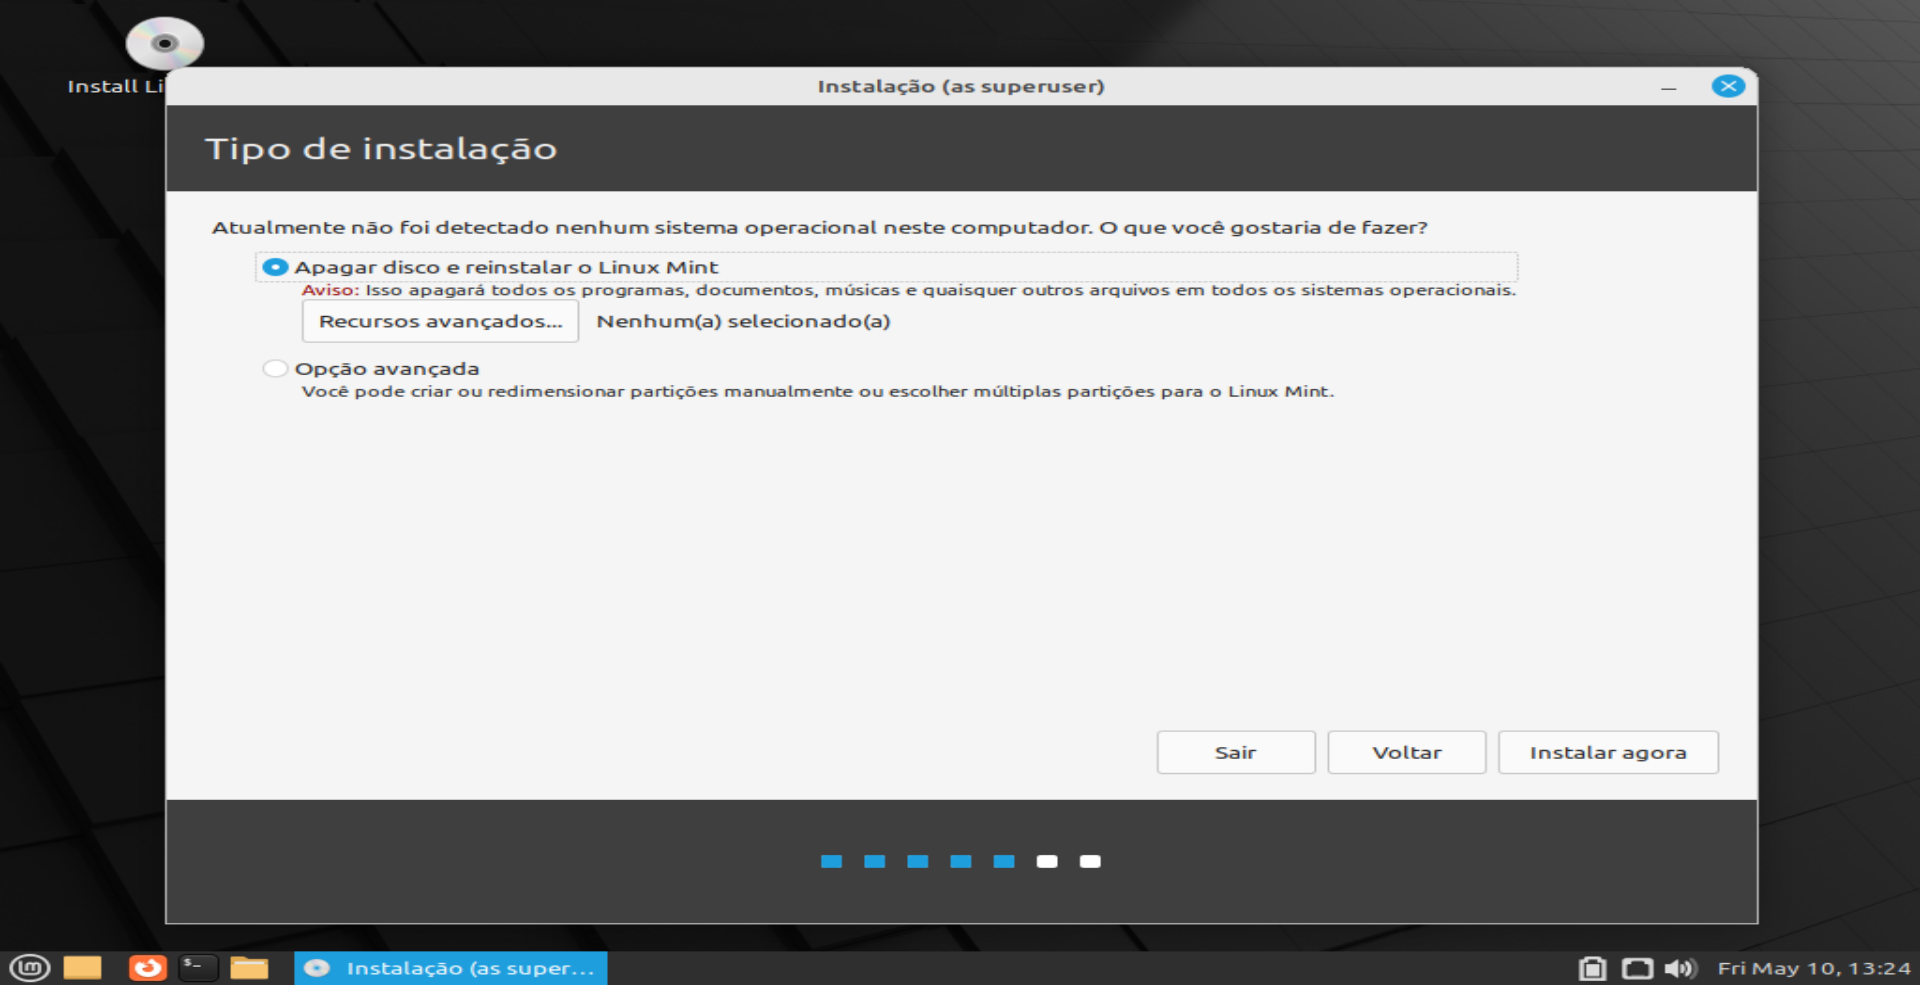 Install Li
Instalação (as superuser)
Tipo de instalação
Atualmente não foi detectado nenhum sistema operacional neste computador. O que você gostaria de fazer?
Apagar disco e reinstalar o Linux Mint
Aviso: Isso apagará todos os programas, documentos, músicas e quaisquer outros arquivos em todos os sistemas operacionais.
Recursos avançados... Nenhum(a) selecionado(a)
Opção avançada
Você pode criar ou redimensionar partições manualmente ou escolher múltiplas partições para o Linux Mint.
Sair Voltar Instalar agora
$_ Instalação (as super... Fri May 10, 13:24